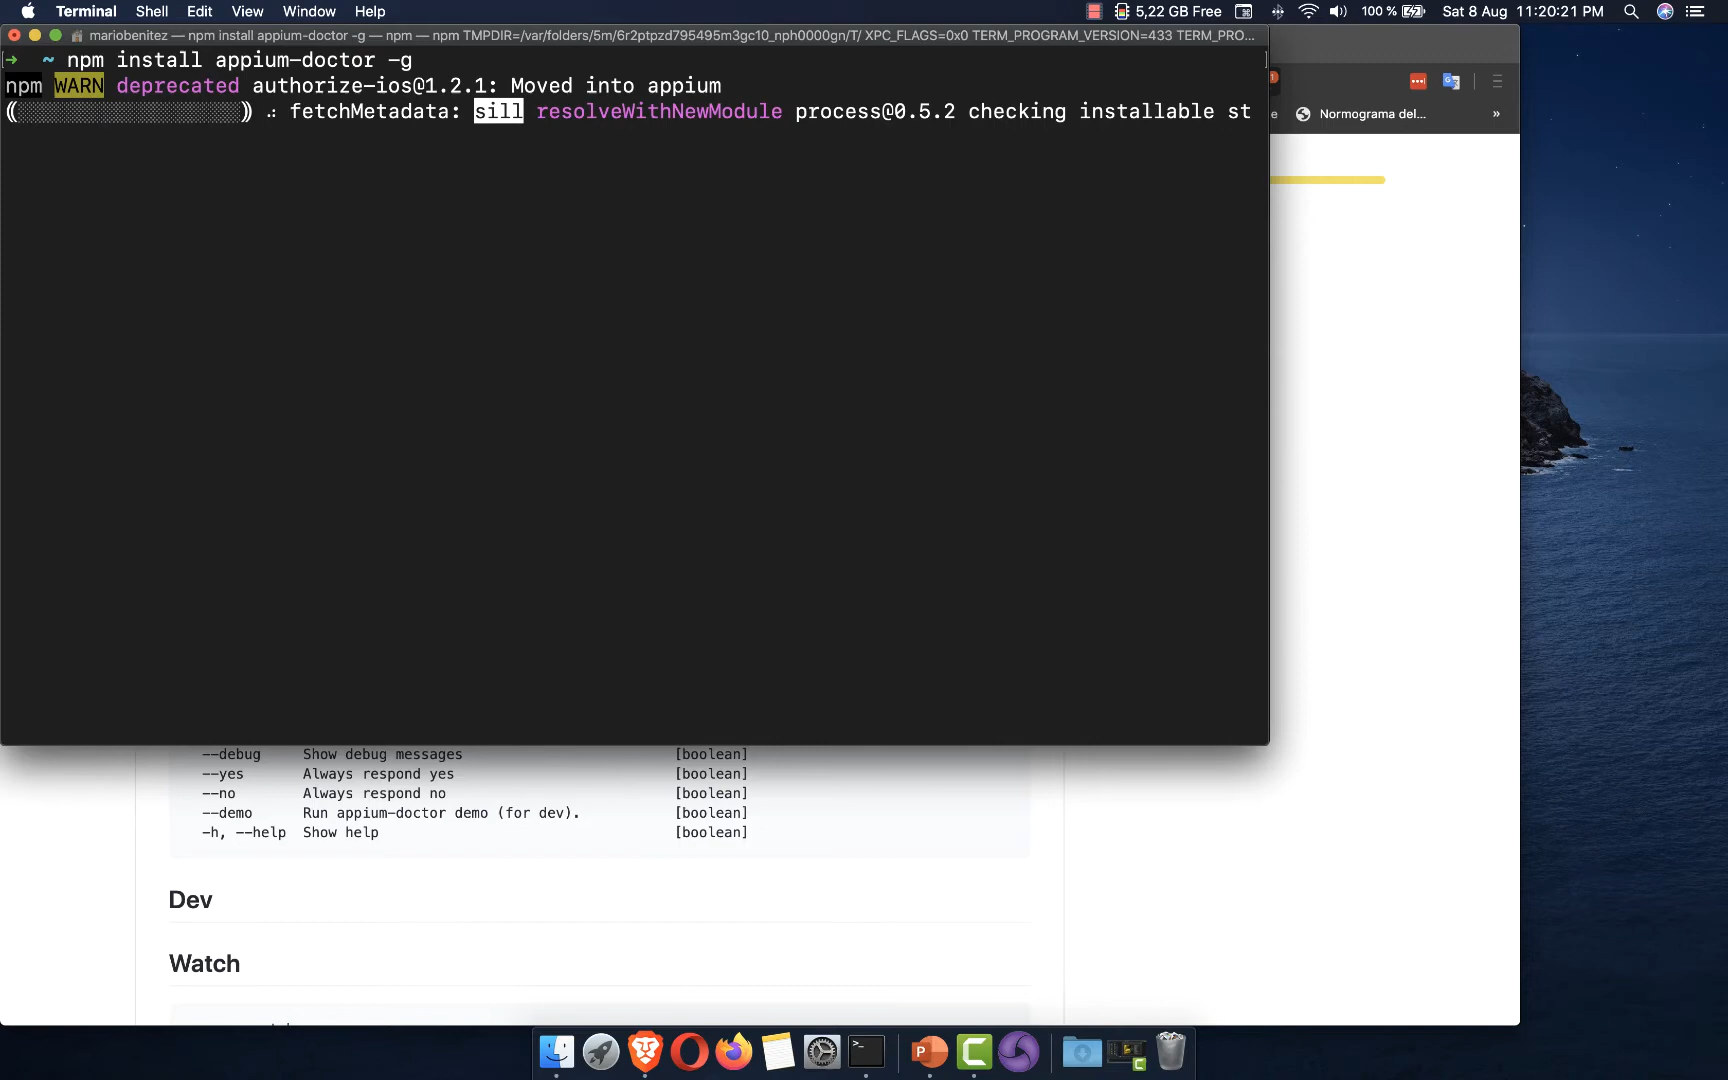 Terminal Shell Edit View Window Help 5,22 GB Free 100 % Sat 8 Aug 11:20:21 PM
mariobenitez — npm install appium-doctor -g — npm — npm TMPDIR=/var/folders/5m/6r2ptpzd795495m3gc10_nph0000gn/T/ XPC_FLAGS=0x0 TERM_PROGRAM_VERSION=433 TERM_PRO...
➜ ~ npm install appium-doctor -g
npm WARN deprecated authorize-ios@1.2.1: Moved into appium
fetchMetadata: sill resolveWithNewModule process@0.5.2 checking installable st
e Normograma del... »
--debug Show debug messages [boolean]
--yes Always respond yes [boolean]
--no Always respond no [boolean]
--demo Run appium-doctor demo (for dev). [boolean]
-h, --help Show help [boolean]
Dev
Watch